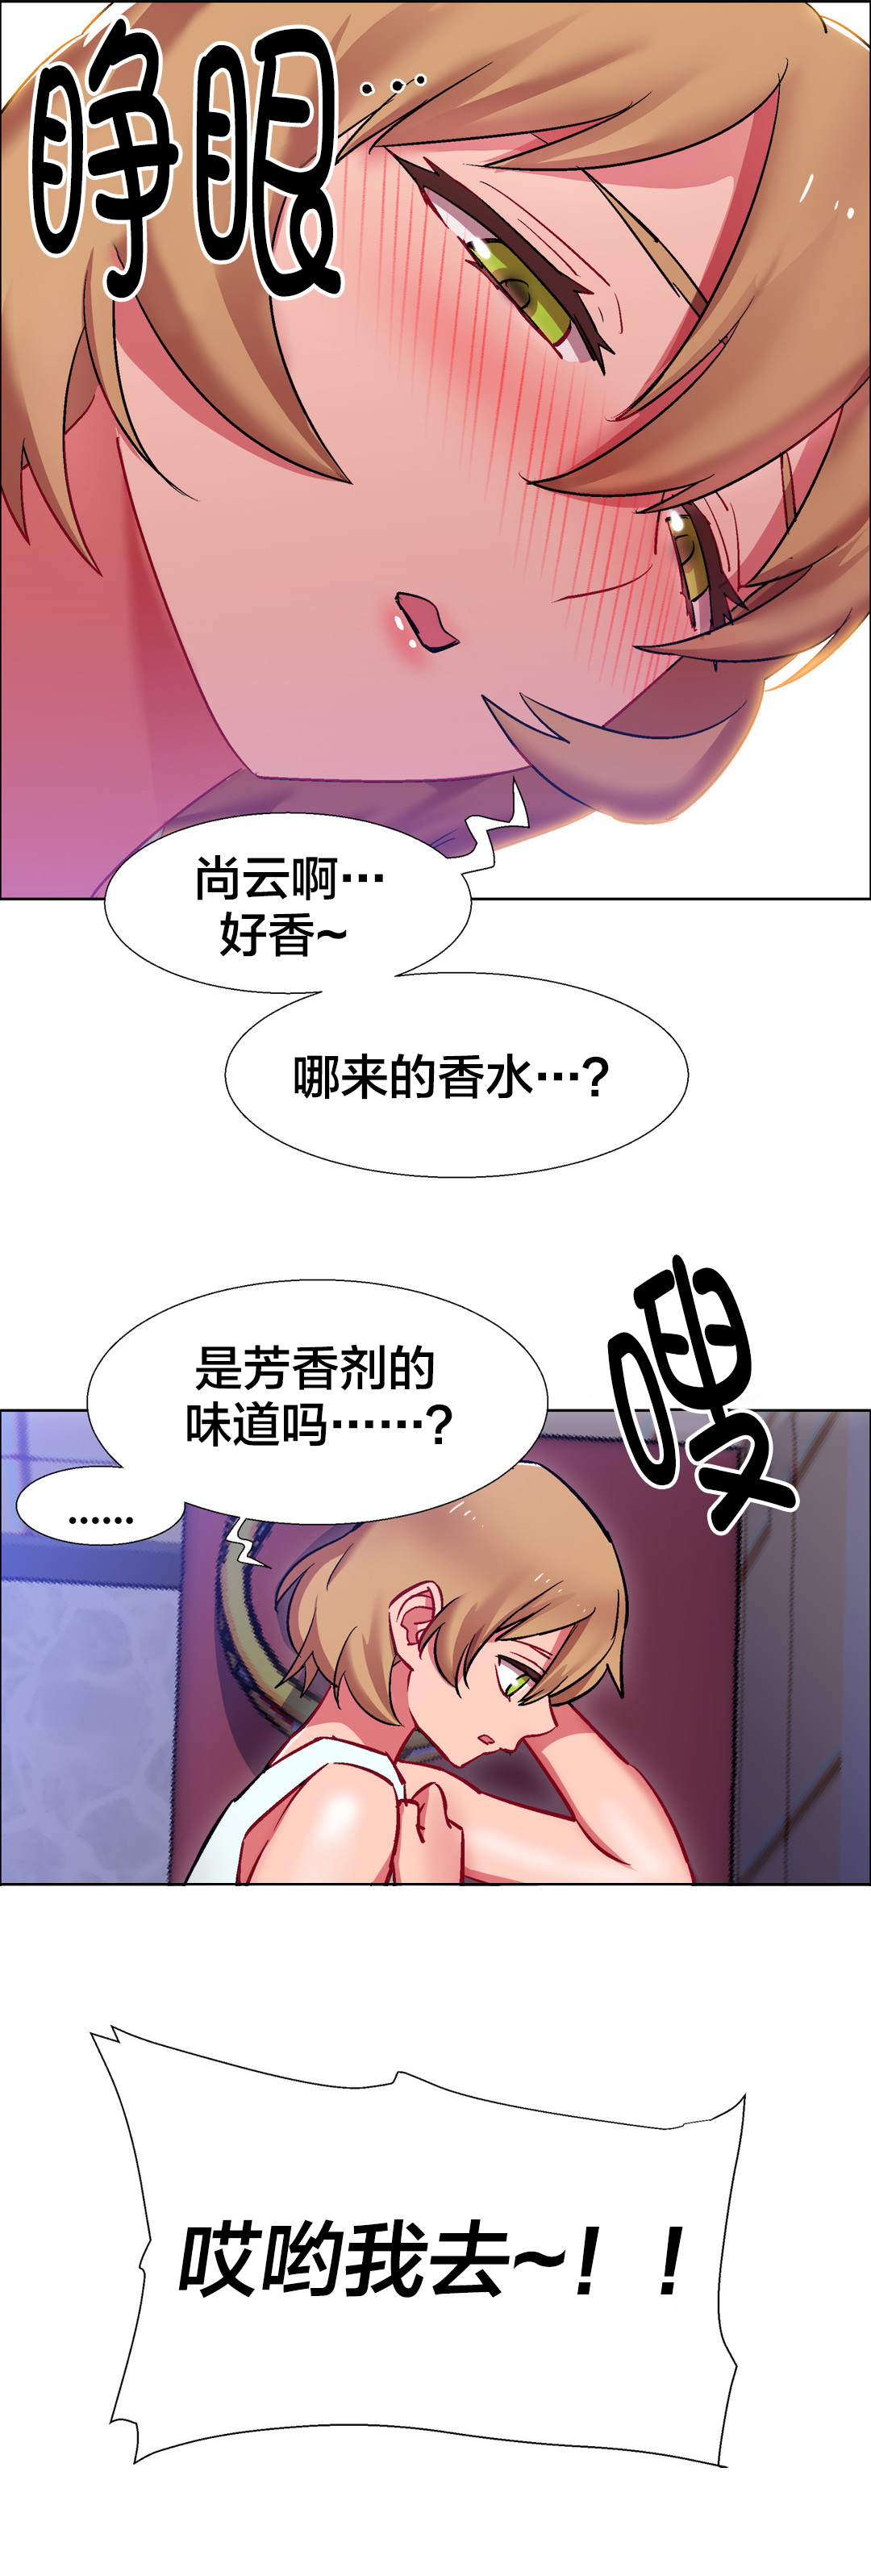 睁眼…
尚云啊…
好香~
哪来的香水…?
嗖
是芳香剂的
味道吗……?
......
哎哟我去~！！